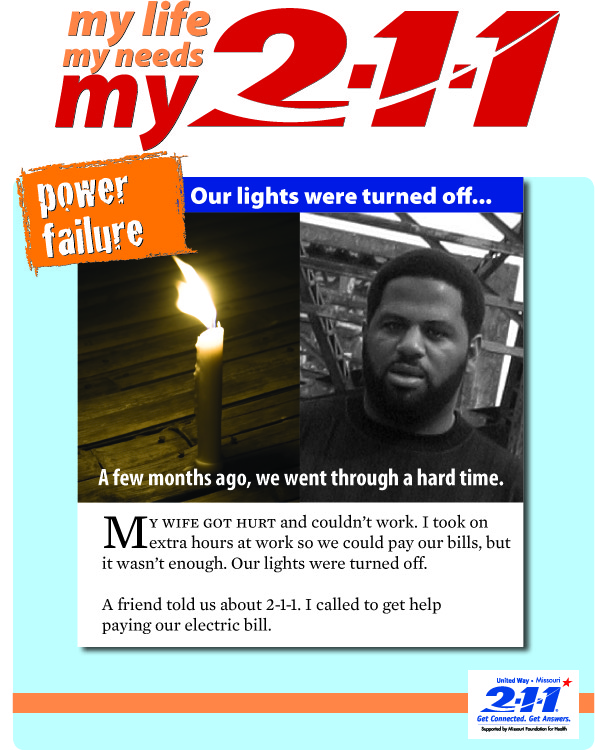 my life
my needs
my 2-1-1
power
failure
Our lights were turned off...
A few months ago, we went through a hard time.
MY WIFE GOT HURT and couldn't work. I took on
extra hours at work so we could pay our bills, but
it wasn't enough. Our lights were turned off.
A friend told us about 2-1-1. I called to get help
paying our electric bill.
United Way • Missouri
2-1-1
Get Connected. Get Answers.
Supported by Missouri Foundation for Health